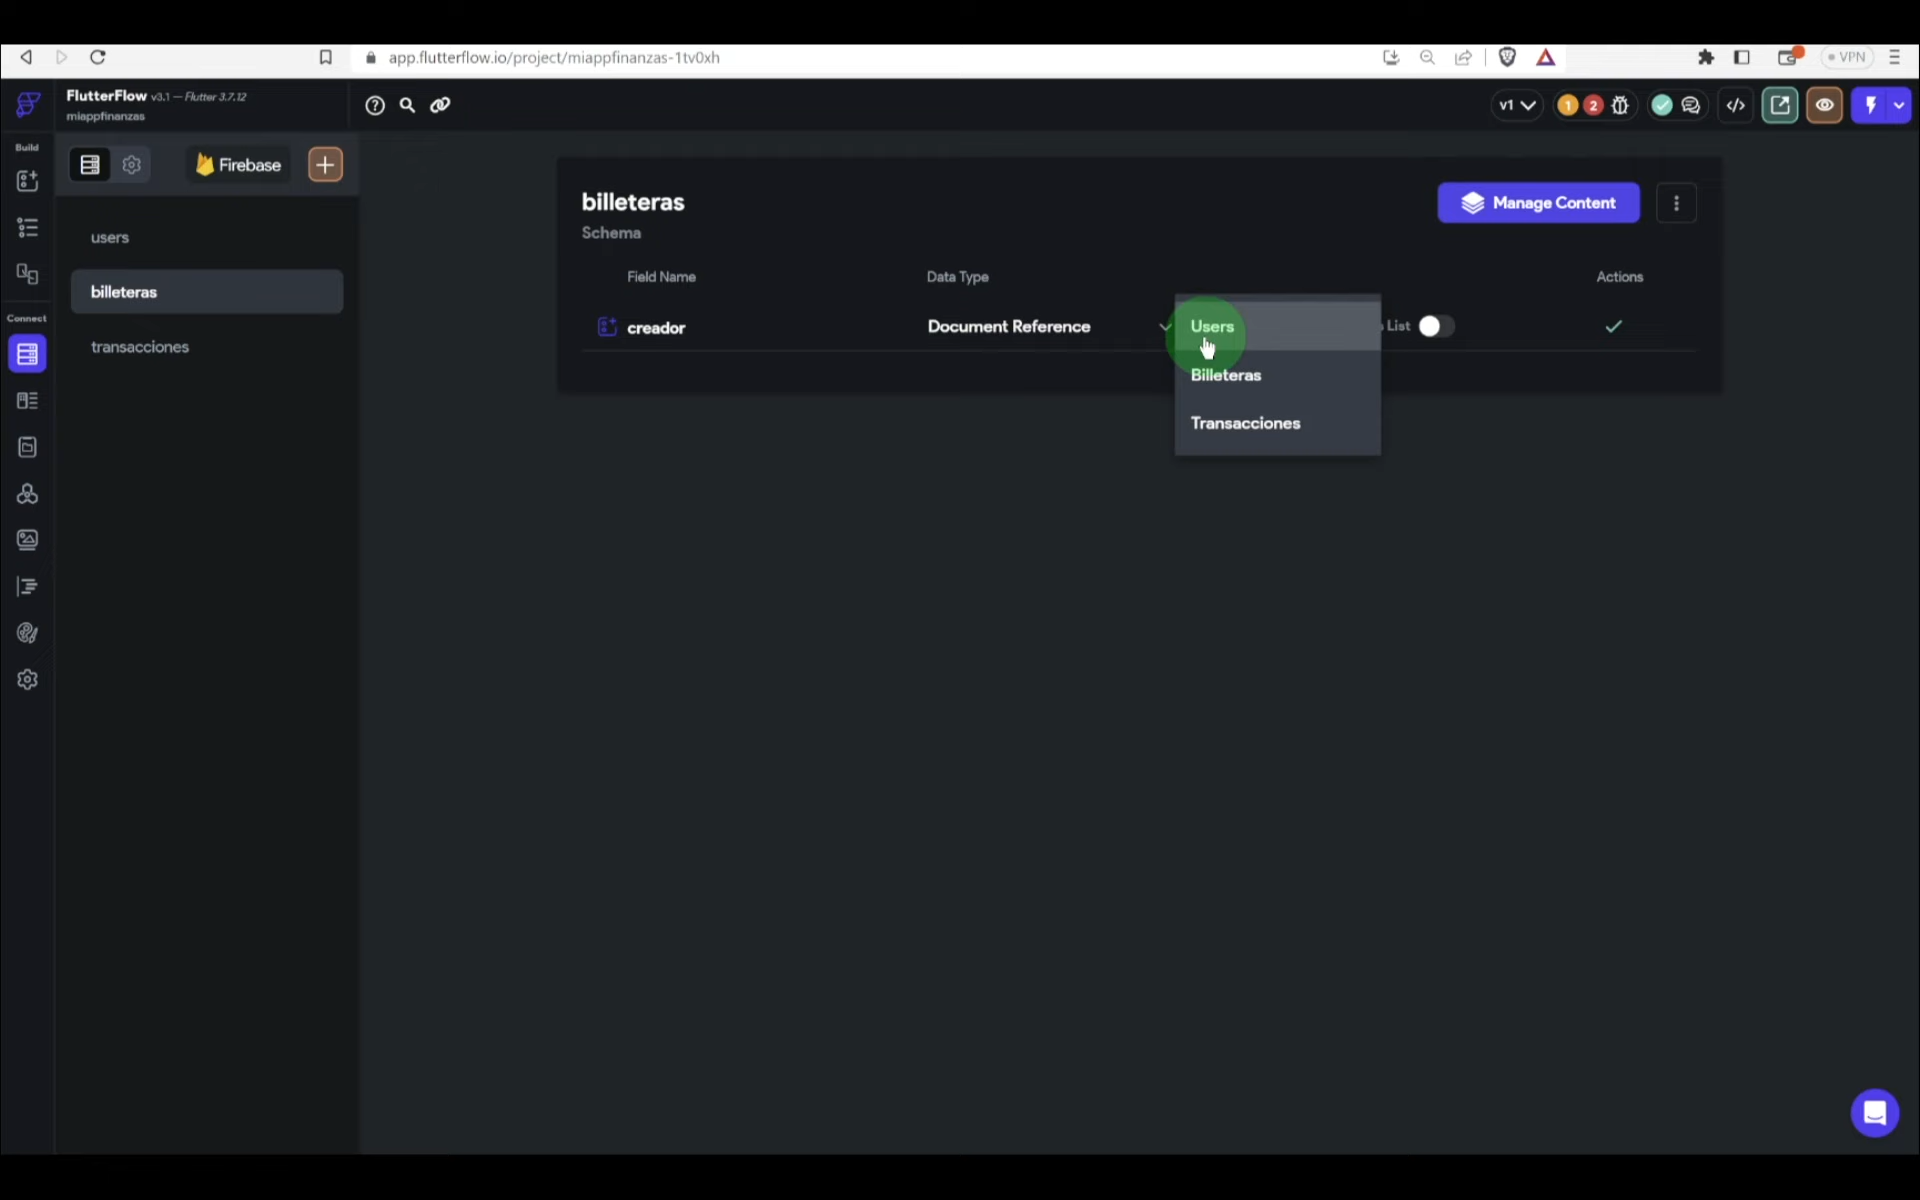 app.flutterflow.io/project/miappfinanzas-1tv0xh
VPN
FlutterFlow v3.1 — Flutter 3.7.12
miappfinanzas
v1
1
2
Build
Firebase
users
billeteras
Connect
transacciones
billeteras
Manage Content
Schema
Field Name
Data Type
Actions
creador
Document Reference
Users
List
Billeteras
Transacciones